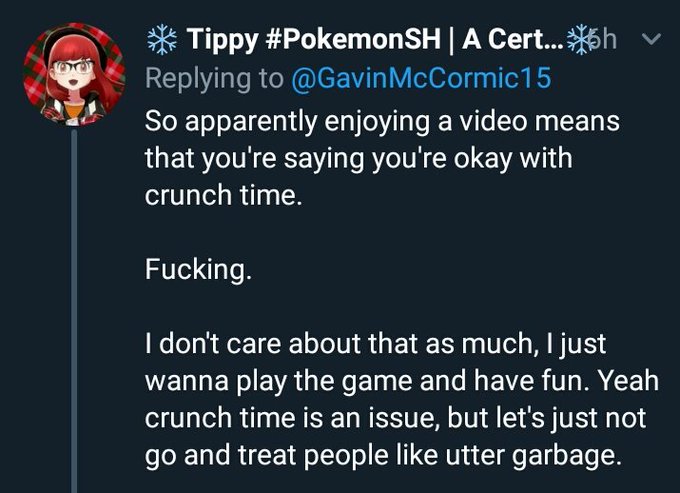 ❄ Tippy #PokemonSH | A Cert...❄ 6h
Replying to @GavinMcCormic15
So apparently enjoying a video means
that you're saying you're okay with
crunch time.
Fucking.
I don't care about that as much, I just
wanna play the game and have fun. Yeah
crunch time is an issue, but let's just not
go and treat people like utter garbage.